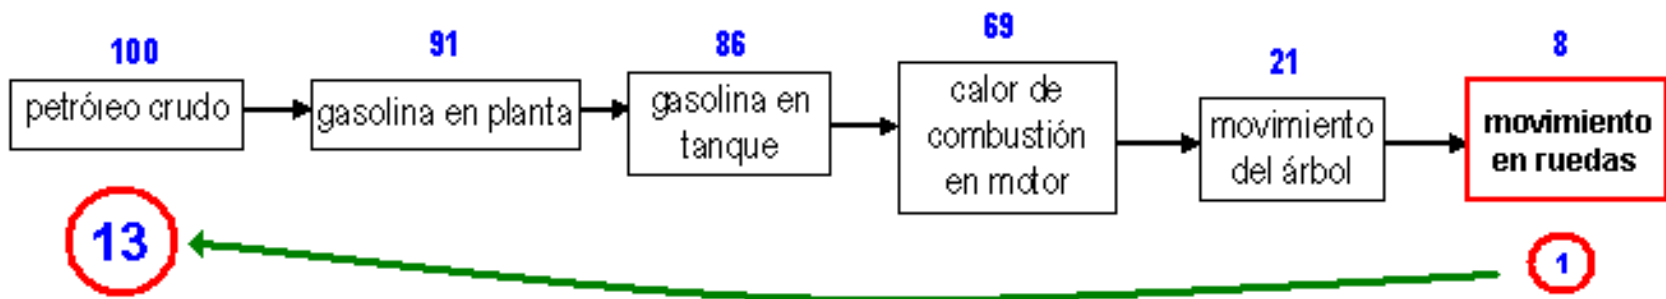 100
petróieo crudo
91
gasolina en planta
86
gasolina en
tanque
69
calor de
combustión
en motor
21
movimiento
del árbol
8
movimiento
en ruedas
13
1